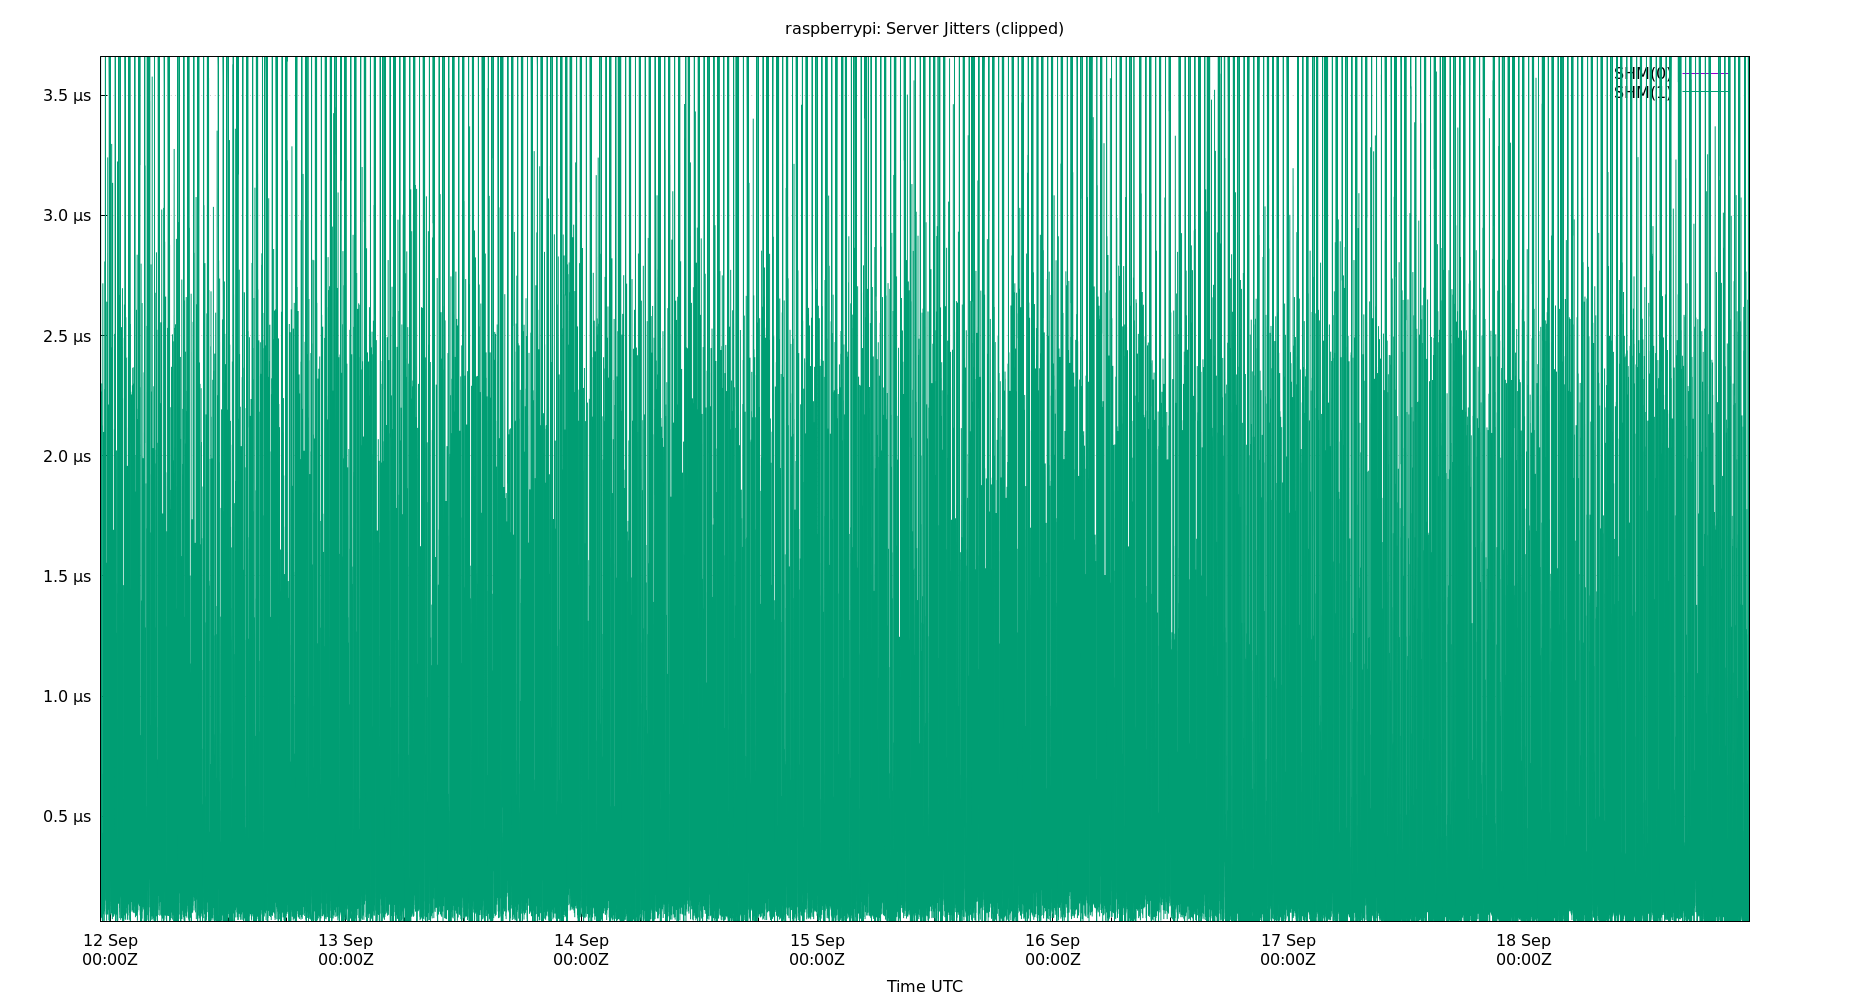 raspberrypi: Server Jitters (clipped)
SHM(0)
SHM(1)
3.5 µs
3.0 µs
2.5 µs
2.0 µs
1.5 µs
1.0 µs
0.5 µs
12 Sep 13 Sep 14 Sep 15 Sep 16 Sep 17 Sep 18 Sep
00:00Z 00:00Z 00:00Z 00:00Z 00:00Z 00:00Z 00:00Z
Time UTC